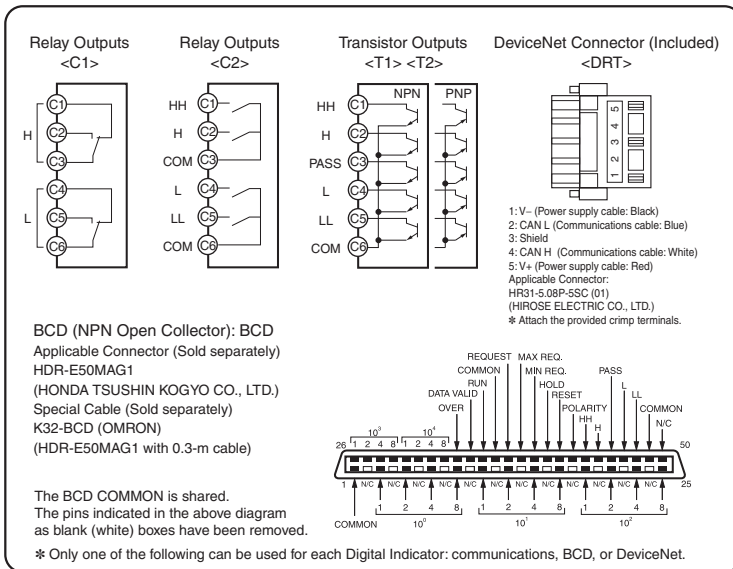 Relay Outputs
<C1>
H
L
C1
C2
C3
C4
C5
C6
Relay Outputs
<C2>
HH
H
COM
L
LL
COM
C1
C2
C3
C4
C5
C6
Transistor Outputs
<T1> <T2>
NPN
PNP
HH
H
PASS
L
LL
COM
C1
C2
C3
C4
C5
C6
DeviceNet Connector (Included)
<DRT>
1 2 3 4 5
1: V− (Power supply cable: Black)
2: CAN L (Communications cable: Blue)
3: Shield
4: CAN H (Communications cable: White)
5: V+ (Power supply cable: Red)
Applicable Connector:
HR31-5.08P-5SC (01)
(HIROSE ELECTRIC CO., LTD.)
✽ Attach the provided crimp terminals.
BCD (NPN Open Collector): BCD
Applicable Connector (Sold separately)
HDR-E50MAG1
(HONDA TSUSHIN KOGYO CO., LTD.)
Special Cable (Sold separately)
K32-BCD (OMRON)
(HDR-E50MAG1 with 0.3-m cable)
The BCD COMMON is shared.
The pins indicated in the above diagram
as blank (white) boxes have been removed.
REQUEST MAX REQ. PASS
COMMON MIN REQ. L
RUN HOLD LL
DATA VALID RESET COMMON
OVER POLARITY N/C
HH
H
10³ 10⁴
26 1 2 4 8 1 2 4 8 50
1 N/C N/C N/C N/C N/C N/C N/C N/C N/C N/C N/C N/C 25
1 2 4 8 1 2 4 8 1 2 4 8
COMMON 10⁰ 10¹ 10²
✽ Only one of the following can be used for each Digital Indicator: communications, BCD, or DeviceNet.